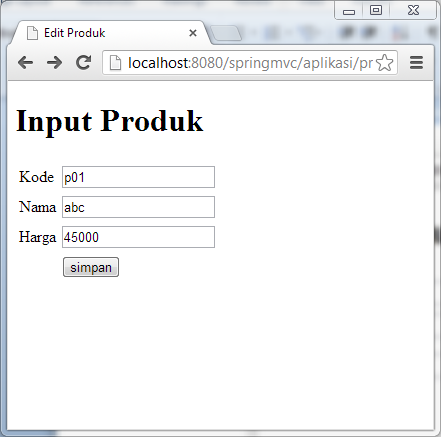 Edit Produk
localhost:8080/springmvc/aplikasi/pr
Input Produk
Kode p01
Nama abc
Harga 45000
simpan